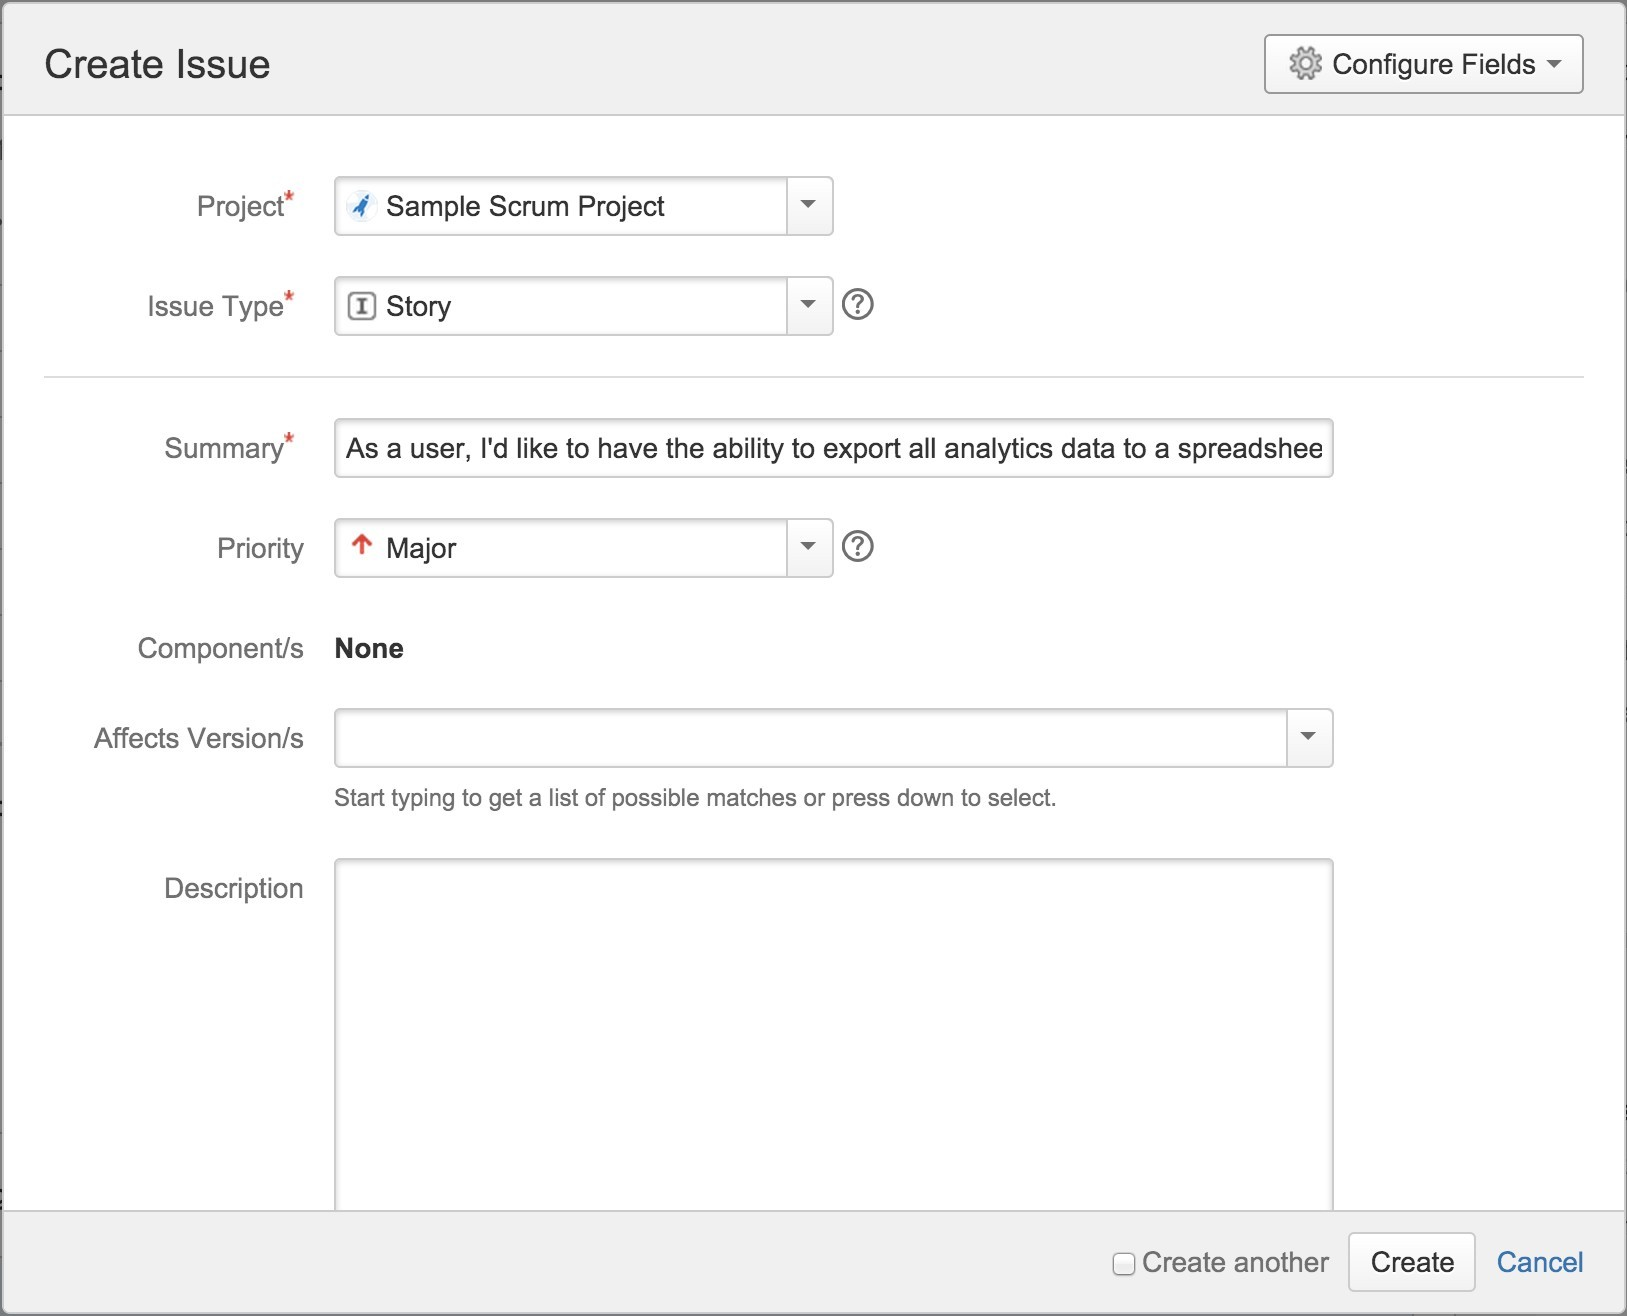 Create Issue
Configure Fields
Project*
Sample Scrum Project
Issue Type*
Story
Summary*
As a user, I'd like to have the ability to export all analytics data to a spreadshee
Priority
Major
Component/s
None
Affects Version/s
Start typing to get a list of possible matches or press down to select.
Description
Create another
Create
Cancel